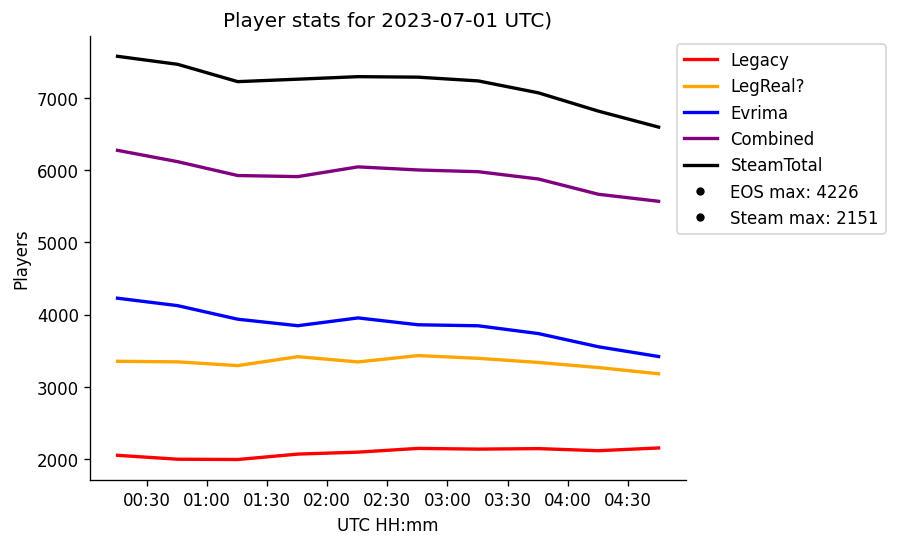 Player stats for 2023-07-01 UTC)
Legacy
LegReal?
Evrima
Combined
SteamTotal
EOS max: 4226
Steam max: 2151
Players
7000
6000
5000
4000
3000
2000
00:30 01:00 01:30 02:00 02:30 03:00 03:30 04:00 04:30
UTC HH:mm